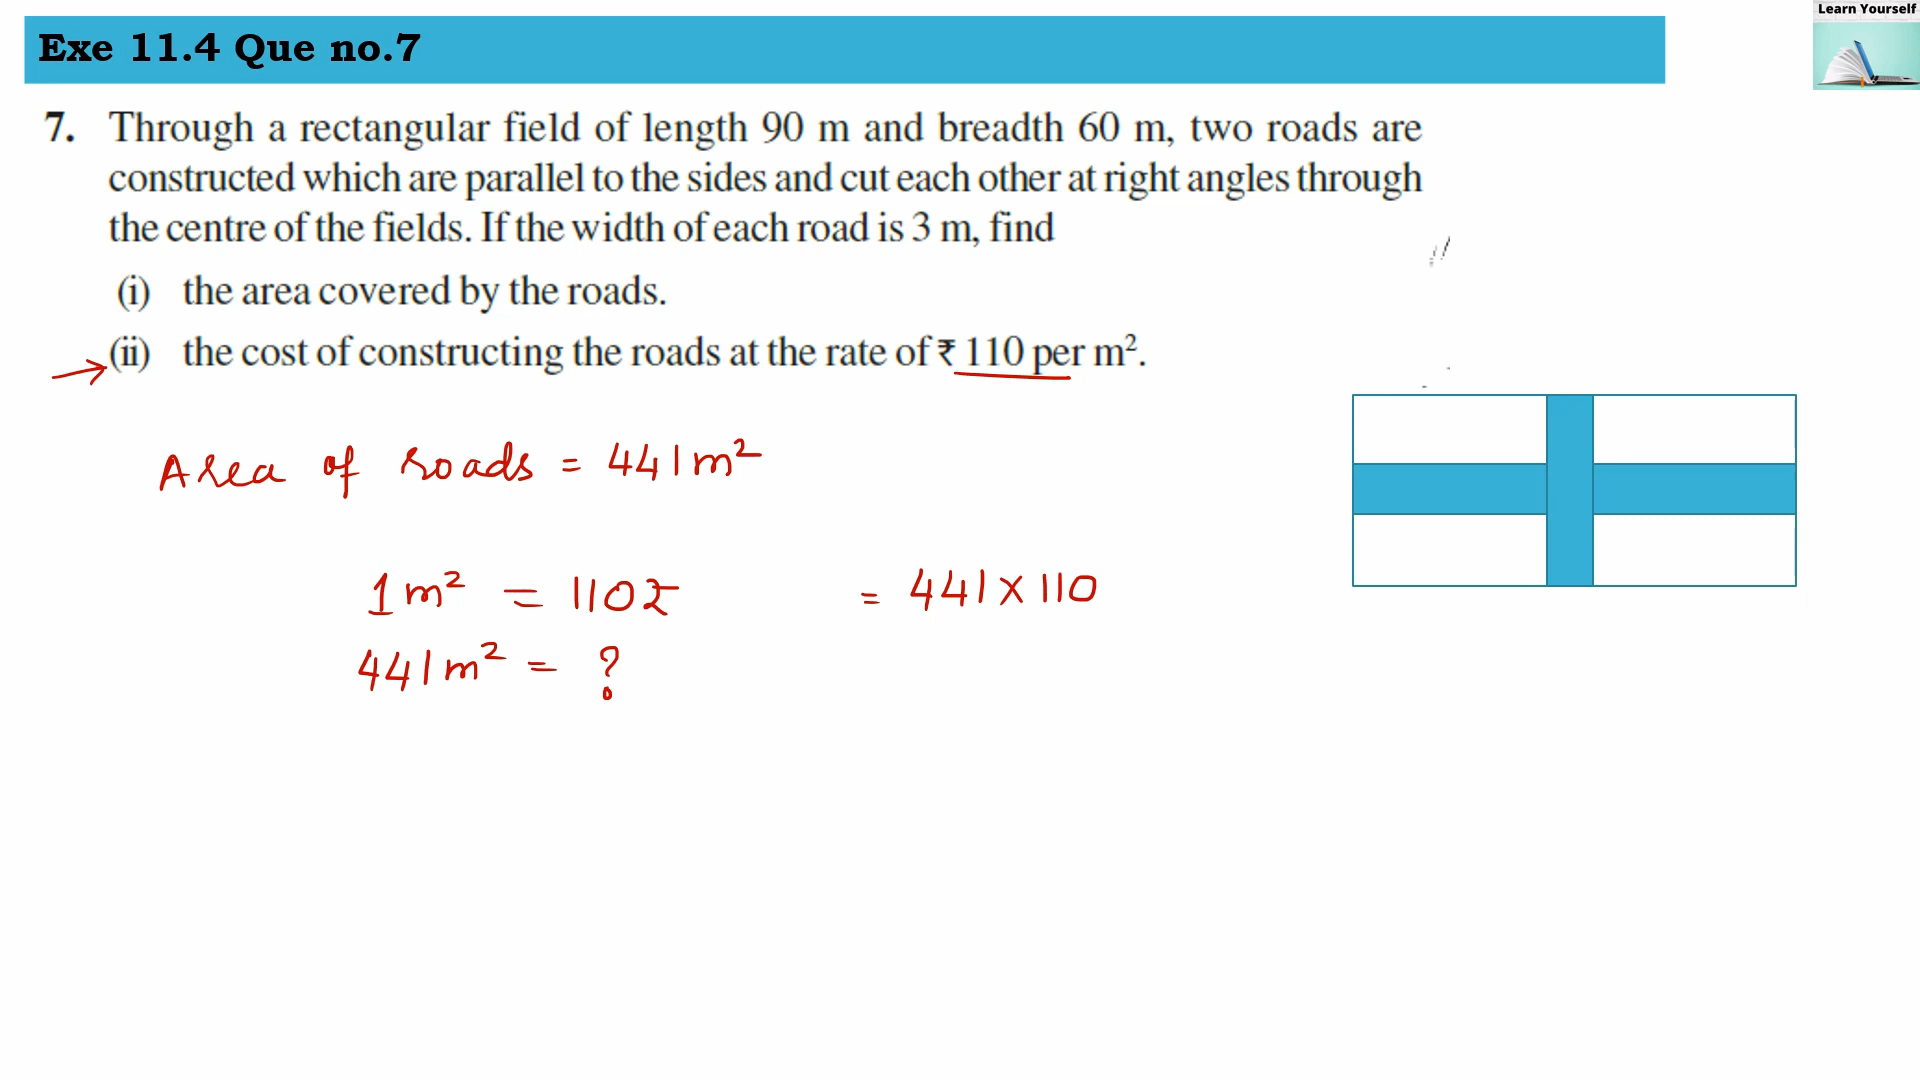 Learn Yourself
Exe 11.4 Que no.7
7. Through a rectangular field of length 90 m and breadth 60 m, two roads are
constructed which are parallel to the sides and cut each other at right angles through
the centre of the fields. If the width of each road is 3 m, find
(i) the area covered by the roads.
(ii) the cost of constructing the roads at the rate of ₹ 110 per m².
Area of roads = 441m²
1m² = 110₹ = 441×110
441m² = ?